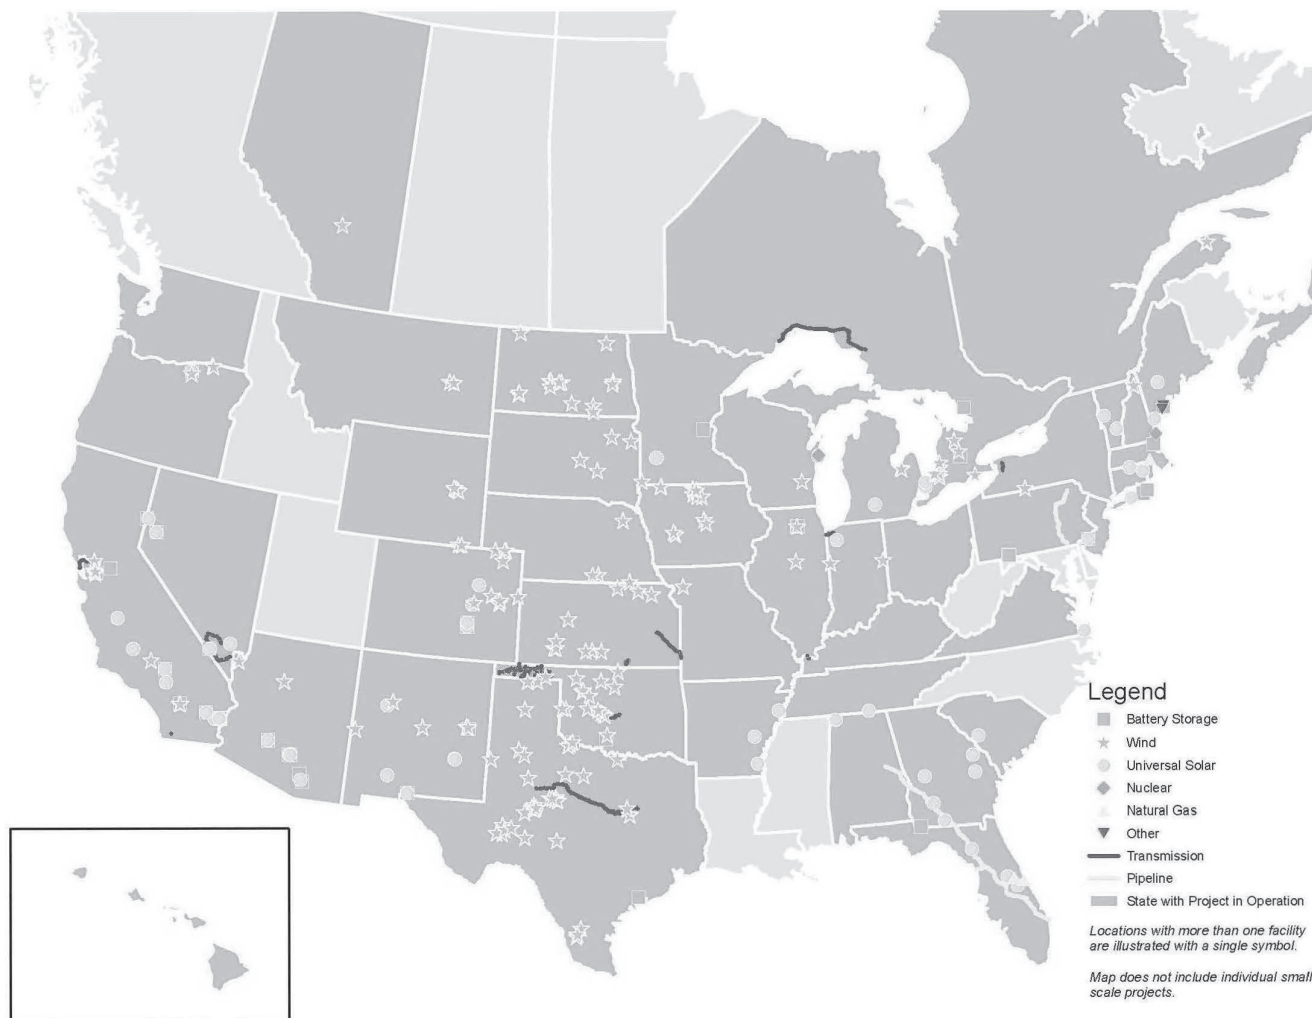 Legend
Battery Storage
Wind
Universal Solar
Nuclear
Natural Gas
Other
Transmission
Pipeline
State with Project in Operation
Locations with more than one facility
are illustrated with a single symbol.
Map does not include individual small
scale projects.